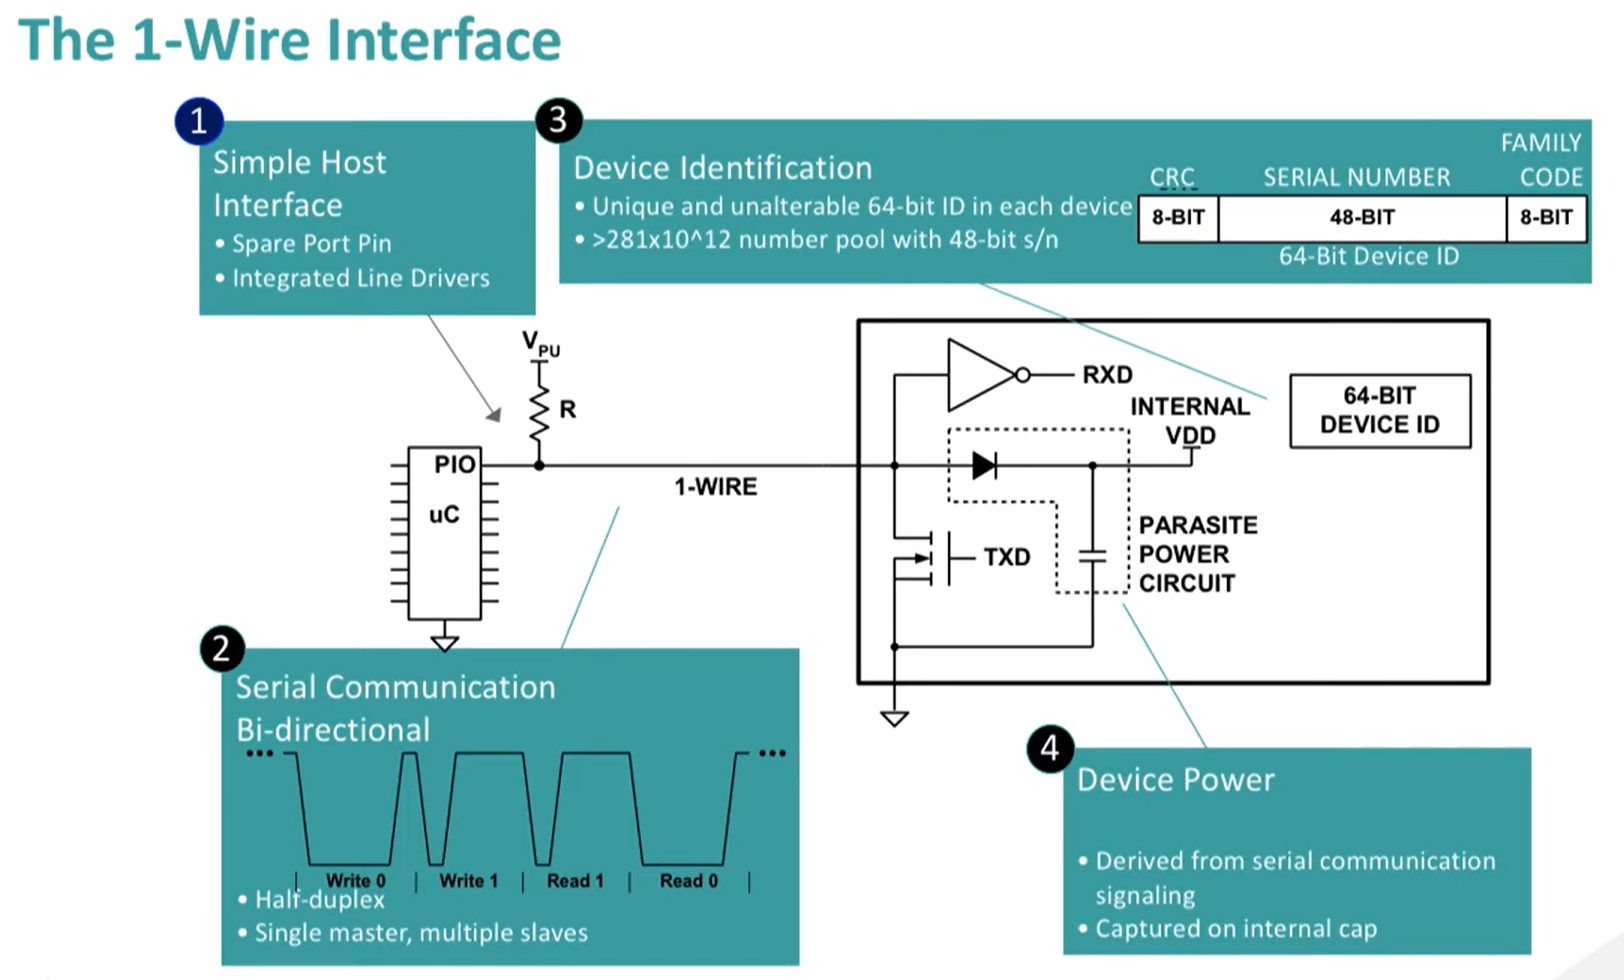 The 1-Wire Interface
1
Simple Host
Interface
• Spare Port Pin
• Integrated Line Drivers
3
Device Identification
• Unique and unalterable 64-bit ID in each device
• >281x10^12 number pool with 48-bit s/n
CRC
SERIAL NUMBER
FAMILY
CODE
8-BIT
48-BIT
8-BIT
64-Bit Device ID
VPU
R
PIO
uC
1-WIRE
RXD
INTERNAL
VDD
64-BIT
DEVICE ID
TXD
PARASITE
POWER
CIRCUIT
2
Serial Communication
Bi-directional
••• •••
| Write 0 | Write 1 | Read 1 | Read 0 |
• Half-duplex
• Single master, multiple slaves
4
Device Power
• Derived from serial communication
signaling
• Captured on internal cap